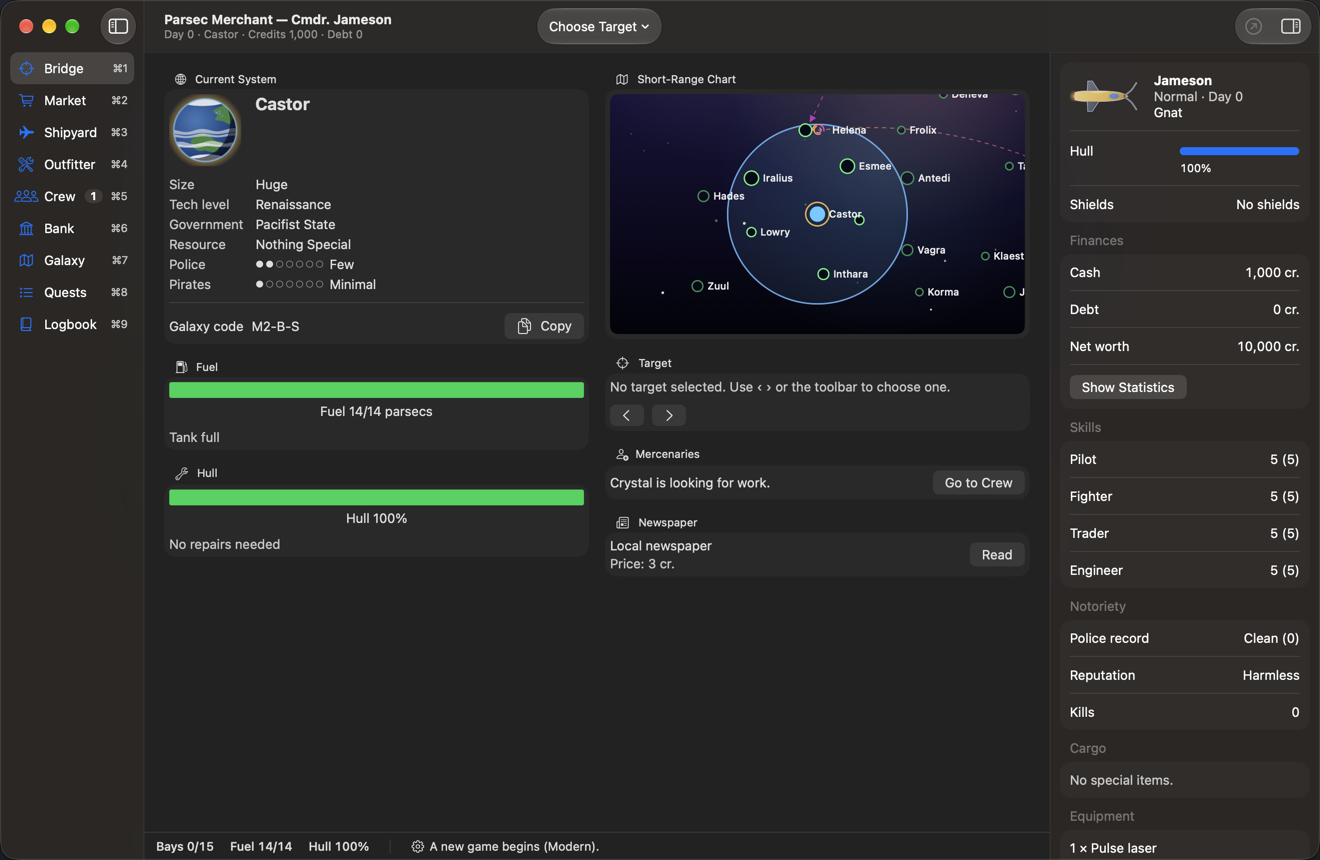 Parsec Merchant — Cmdr. Jameson
Day 0 · Castor · Credits 1,000 · Debt 0
Choose Target
Bridge ⌘1
Market ⌘2
Shipyard ⌘3
Outfitter ⌘4
Crew 1 ⌘5
Bank ⌘6
Galaxy ⌘7
Quests ⌘8
Logbook ⌘9
Current System
Castor
Size Huge
Tech level Renaissance
Government Pacifist State
Resource Nothing Special
Police Few
Pirates Minimal
Galaxy code M2-B-S
Copy
Fuel
Fuel 14/14 parsecs
Tank full
Hull
Hull 100%
No repairs needed
Short-Range Chart
Deneva
Helena
Frolix
Esmee
Iralius
Antedi
Hades
Castor
Lowry
Vagra
Klaest
Inthara
Zuul
Korma
Target
No target selected. Use ‹ › or the toolbar to choose one.
Mercenaries
Crystal is looking for work.
Go to Crew
Newspaper
Local newspaper
Price: 3 cr.
Read
Jameson
Normal · Day 0
Gnat
Hull
100%
Shields No shields
Finances
Cash 1,000 cr.
Debt 0 cr.
Net worth 10,000 cr.
Show Statistics
Skills
Pilot 5 (5)
Fighter 5 (5)
Trader 5 (5)
Engineer 5 (5)
Notoriety
Police record Clean (0)
Reputation Harmless
Kills 0
Cargo
No special items.
Equipment
1 × Pulse laser
Bays 0/15 Fuel 14/14 Hull 100% A new game begins (Modern).